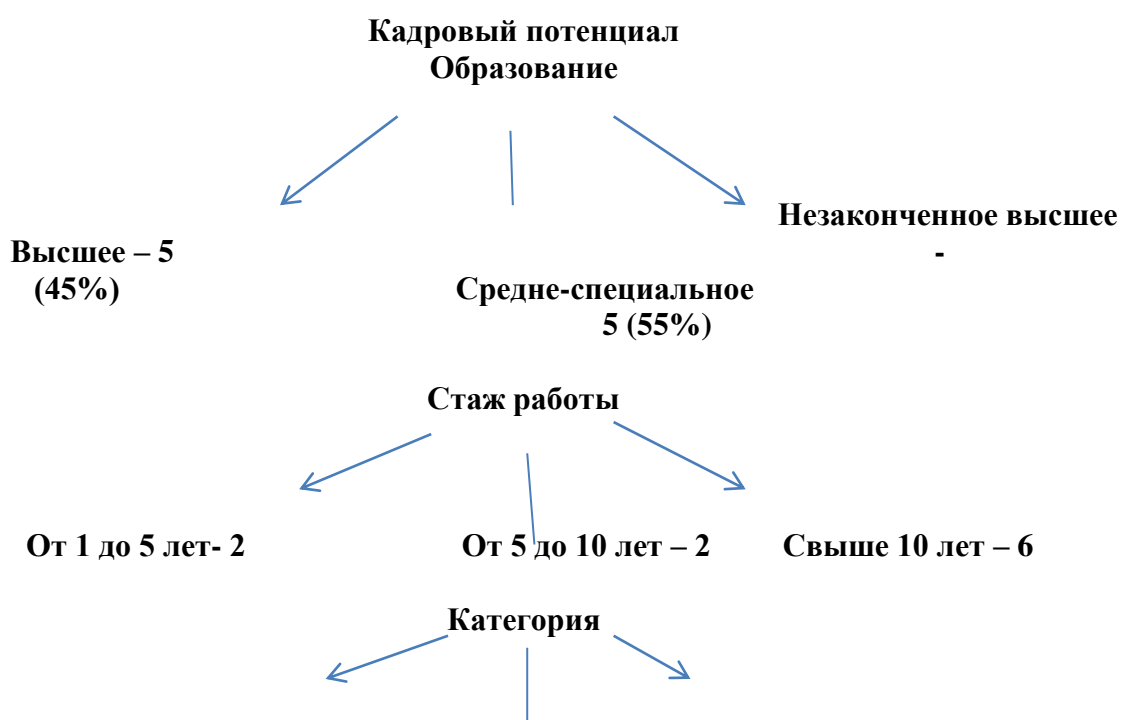 Кадровый потенциал
Образование
Незаконченное высшее
-
Высшее – 5
(45%)
Средне-специальное
5 (55%)
Стаж работы
От 1 до 5 лет- 2
От 5 до 10 лет – 2
Свыше 10 лет – 6
Категория